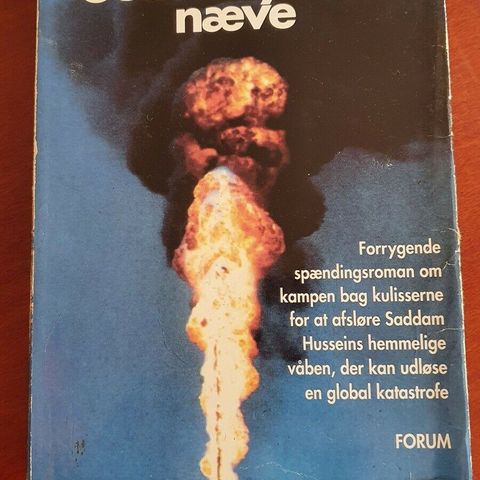 næve
Forrygende
spændingsroman om
kampen bag kulisserne
for at afsløre Saddam
Husseins hemmelige
våben, der kan udløse
en global katastrofe
FORUM